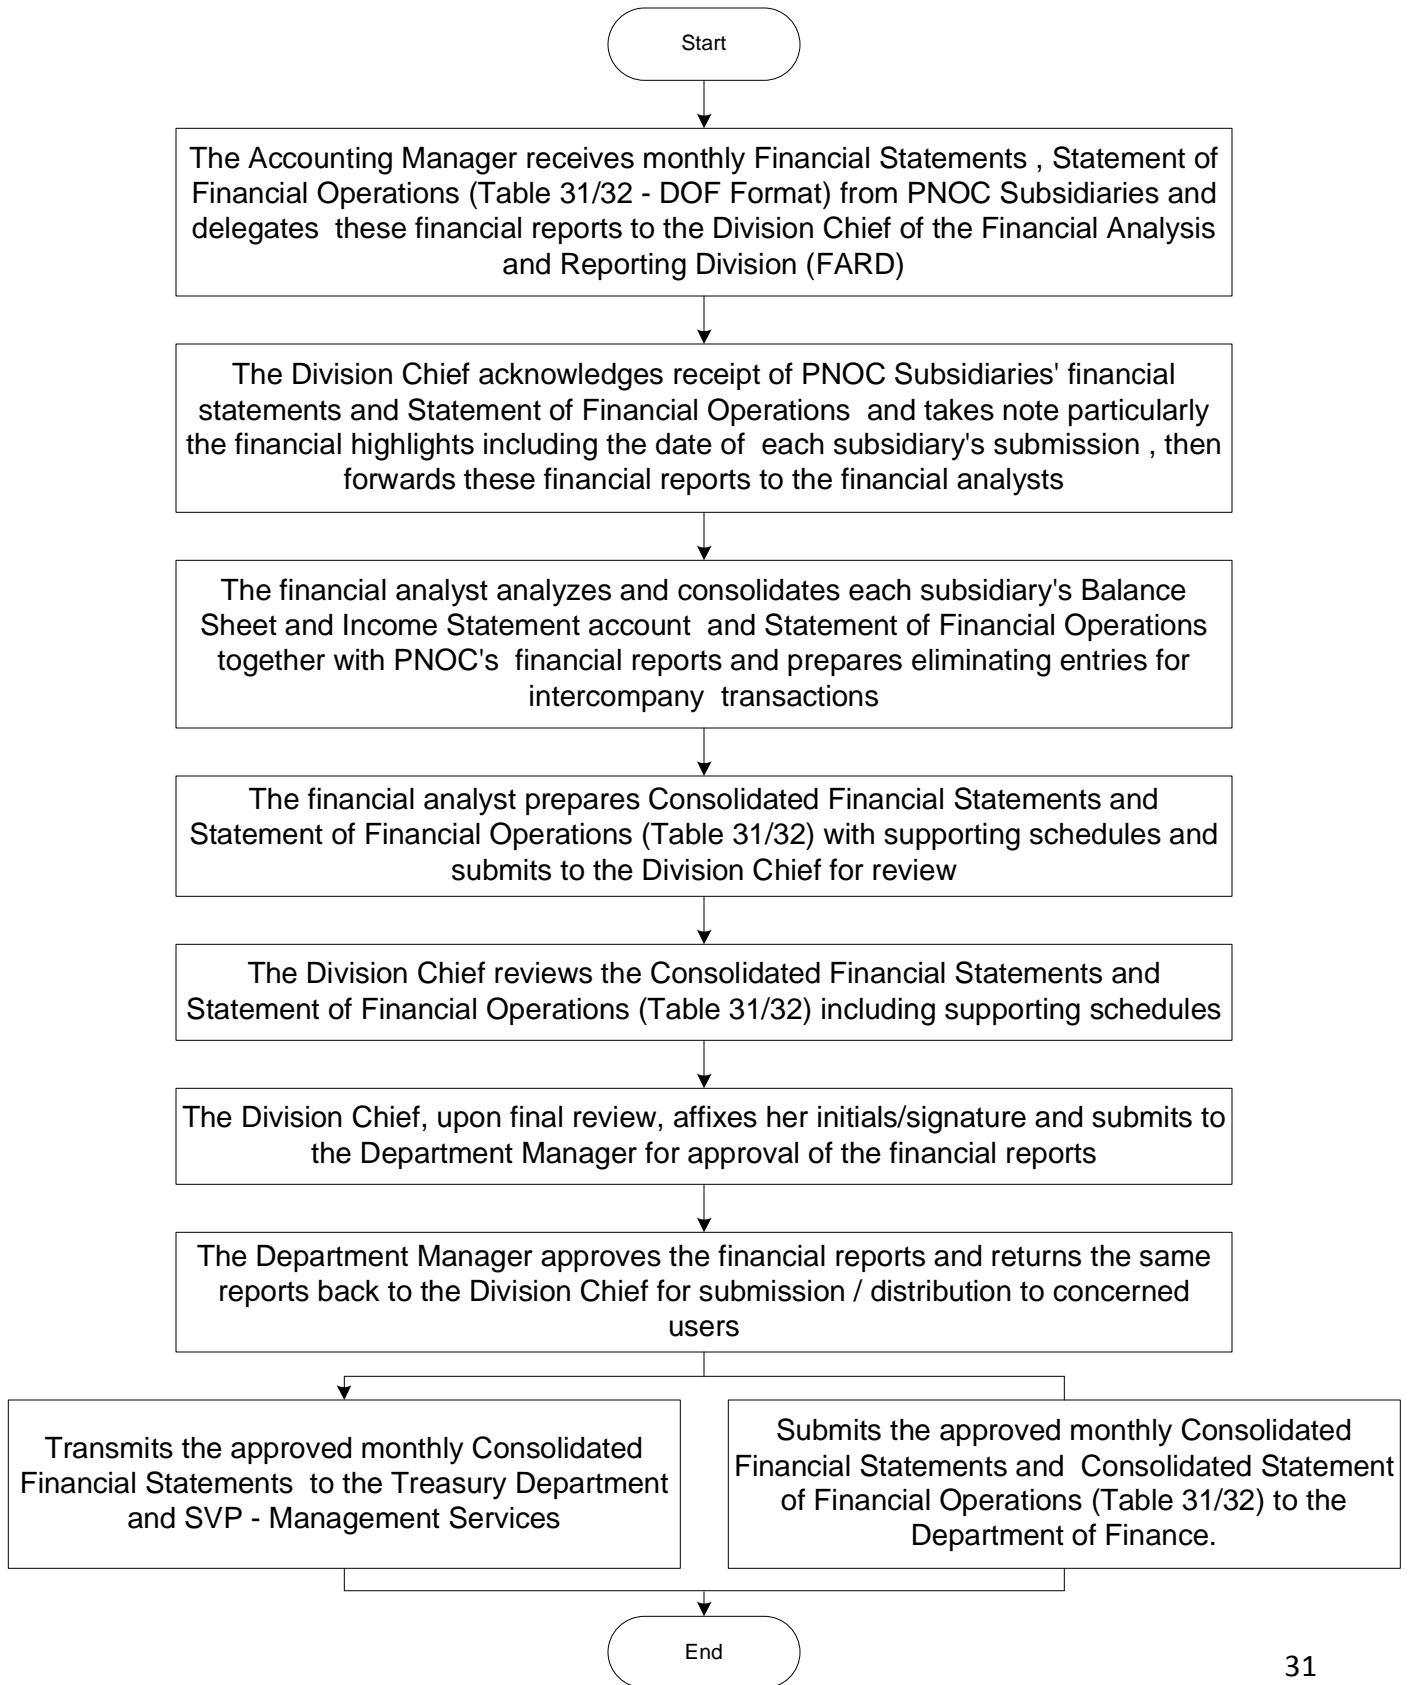 Start
The Accounting Manager receives monthly Financial Statements , Statement of
Financial Operations (Table 31/32 - DOF Format) from PNOC Subsidiaries and
delegates these financial reports to the Division Chief of the Financial Analysis
and Reporting Division (FARD)
The Division Chief acknowledges receipt of PNOC Subsidiaries' financial
statements and Statement of Financial Operations and takes note particularly
the financial highlights including the date of each subsidiary's submission , then
forwards these financial reports to the financial analysts
The financial analyst analyzes and consolidates each subsidiary's Balance
Sheet and Income Statement account and Statement of Financial Operations
together with PNOC's financial reports and prepares eliminating entries for
intercompany transactions
The financial analyst prepares Consolidated Financial Statements and
Statement of Financial Operations (Table 31/32) with supporting schedules and
submits to the Division Chief for review
The Division Chief reviews the Consolidated Financial Statements and
Statement of Financial Operations (Table 31/32) including supporting schedules
The Division Chief, upon final review, affixes her initials/signature and submits to
the Department Manager for approval of the financial reports
The Department Manager approves the financial reports and returns the same
reports back to the Division Chief for submission / distribution to concerned
users
Transmits the approved monthly Consolidated
Financial Statements to the Treasury Department
and SVP - Management Services
Submits the approved monthly Consolidated
Financial Statements and Consolidated Statement
of Financial Operations (Table 31/32) to the
Department of Finance.
End
31